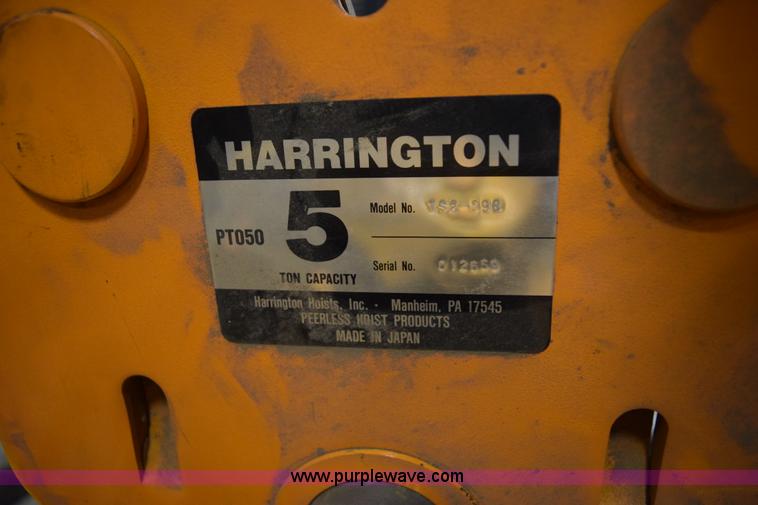 HARRINGTON
PT050
5
TON CAPACITY
Model No.
Serial No.
Harrington Hoists, Inc. - Manheim, PA 17545
PEERLESS HOIST PRODUCTS
MADE IN JAPAN
www.purplewave.com